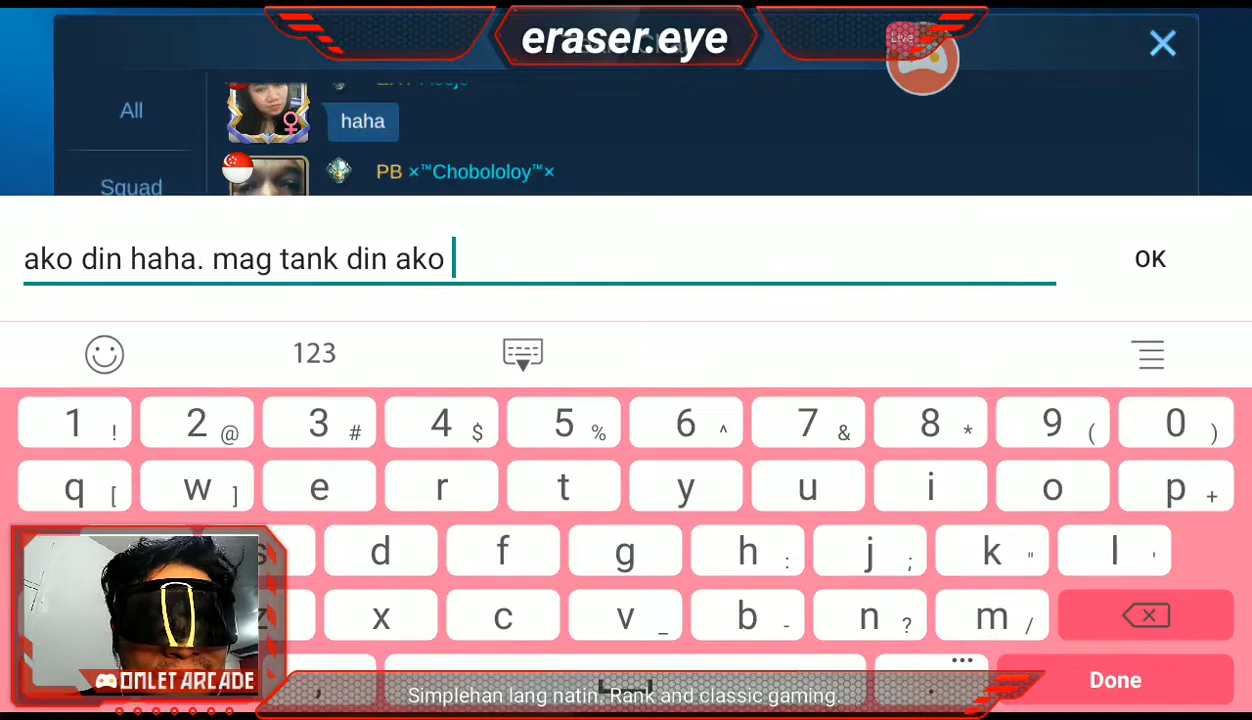 eraser.eye
Live
All
haha
Squad
PB ×™Chobololoy™×
ako din haha. mag tank din ako
OK
123
1 ! 2 @ 3 # 4 $ 5 % 6 ^ 7 & 8 * 9 ( 0 )
q [ w ] e r t y u i o p +
s d f g h : j ; k " l '
z x c v _ b - n ? m /
, . ...
Done
OMLET ARCADE
Simplehan lang natin. Rank and classic gaming.